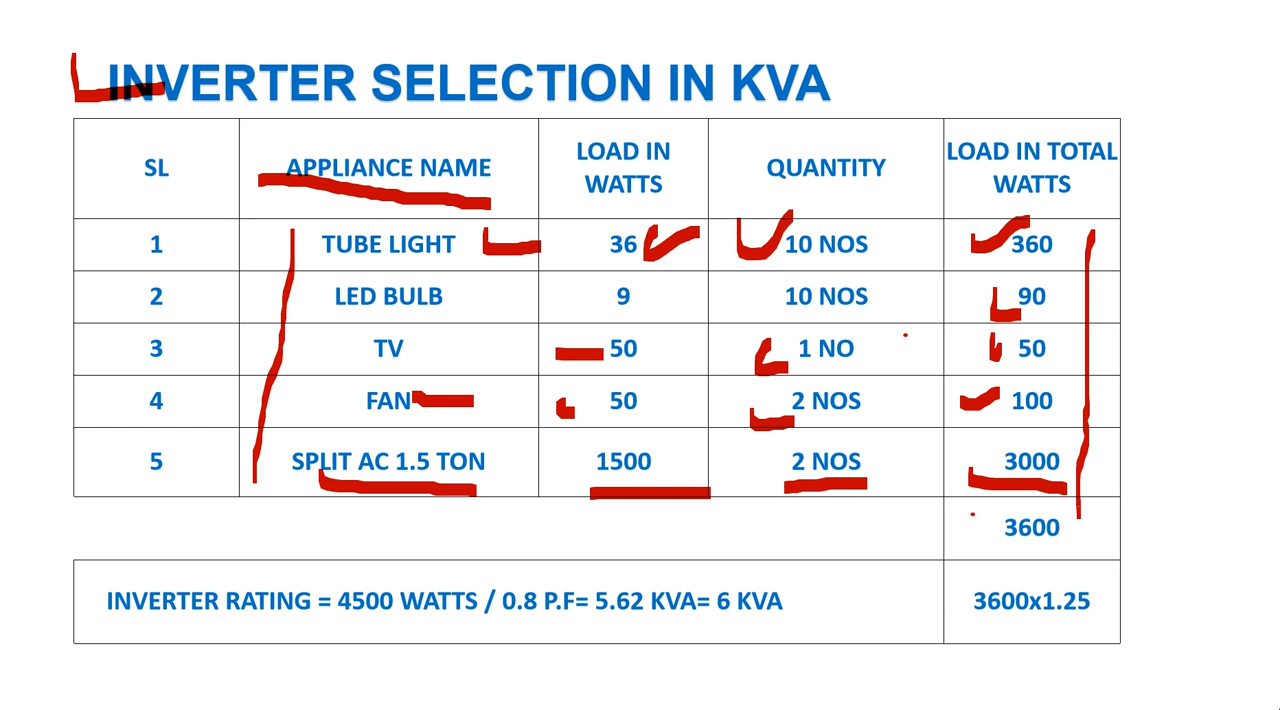 INVERTER SELECTION IN KVA
SL APPLIANCE NAME LOAD IN WATTS QUANTITY LOAD IN TOTAL WATTS
1 TUBE LIGHT 36 10 NOS 360
2 LED BULB 9 10 NOS 90
3 TV 50 1 NO 50
4 FAN 50 2 NOS 100
5 SPLIT AC 1.5 TON 1500 2 NOS 3000
3600
INVERTER RATING = 4500 WATTS / 0.8 P.F= 5.62 KVA= 6 KVA 3600x1.25